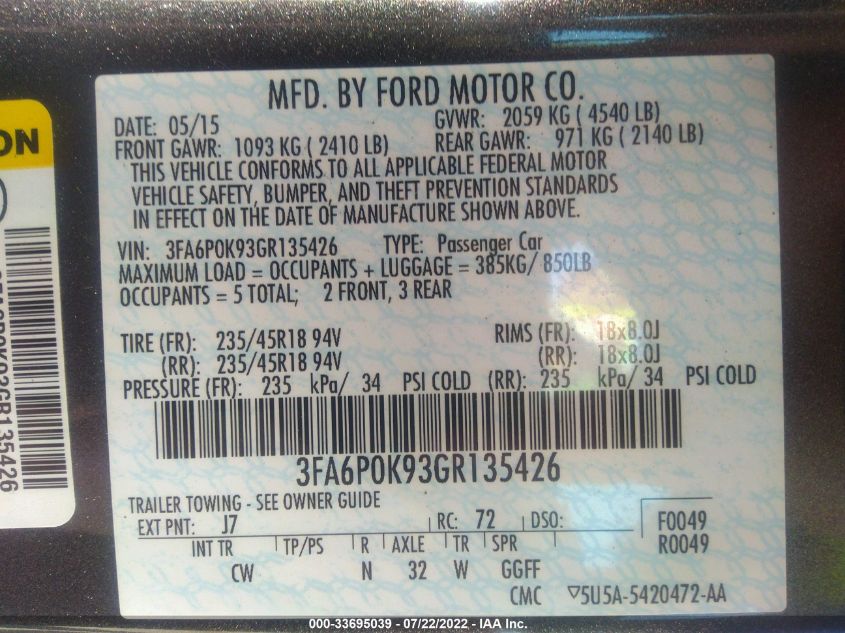 MFD. BY FORD MOTOR CO.
DATE: 05/15 GVWR: 2059 KG ( 4540 LB)
FRONT GAWR: 1093 KG ( 2410 LB) REAR GAWR: 971 KG ( 2140 LB)
THIS VEHICLE CONFORMS TO ALL APPLICABLE FEDERAL MOTOR
VEHICLE SAFETY, BUMPER, AND THEFT PREVENTION STANDARDS
IN EFFECT ON THE DATE OF MANUFACTURE SHOWN ABOVE.
VIN: 3FA6P0K93GR135426 TYPE: Passenger Car
MAXIMUM LOAD = OCCUPANTS + LUGGAGE = 385KG/ 850LB
OCCUPANTS = 5 TOTAL; 2 FRONT, 3 REAR
TIRE (FR): 235/45R18 94V RIMS (FR): 18x8.0J
(RR): 235/45R18 94V (RR): 18x8.0J
PRESSURE (FR): 235 kPa/ 34 PSI COLD (RR): 235 kPa/ 34 PSI COLD
3FA6P0K93GR135426
TRAILER TOWING - SEE OWNER GUIDE
EXT PNT: J7 RC: 72 DSO: F0049
INT TR TP/PS R AXLE TR SPR R0049
CW N 32 W GGFF
CMC ▽5U5A-5420472-AA
ON
000-33695039 - 07/22/2022 - IAA Inc.